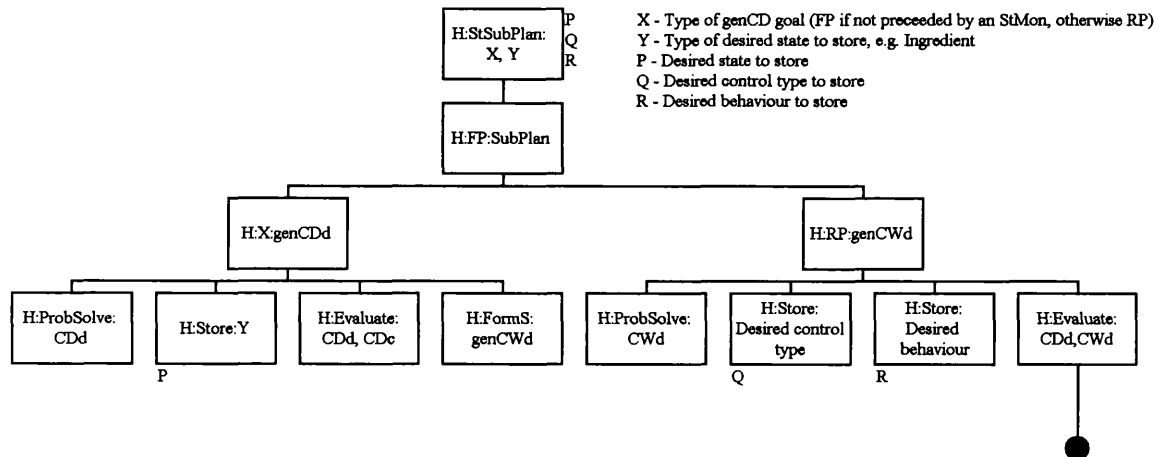 H:StSubPlan:
X, Y
P
Q
R
X - Type of genCD goal (FP if not preceeded by an StMon, otherwise RP)
Y - Type of desired state to store, e.g. Ingredient
P - Desired state to store
Q - Desired control type to store
R - Desired behaviour to store
H:FP:SubPlan
H:X:genCDd
H:RP:genCWd
H:ProbSolve:
CDd
H:Store:Y
P
H:Evaluate:
CDd, CDc
H:FormS:
genCWd
H:ProbSolve:
CWd
H:Store:
Desired control
type
Q
H:Store:
Desired
behaviour
R
H:Evaluate:
CDd,CWd